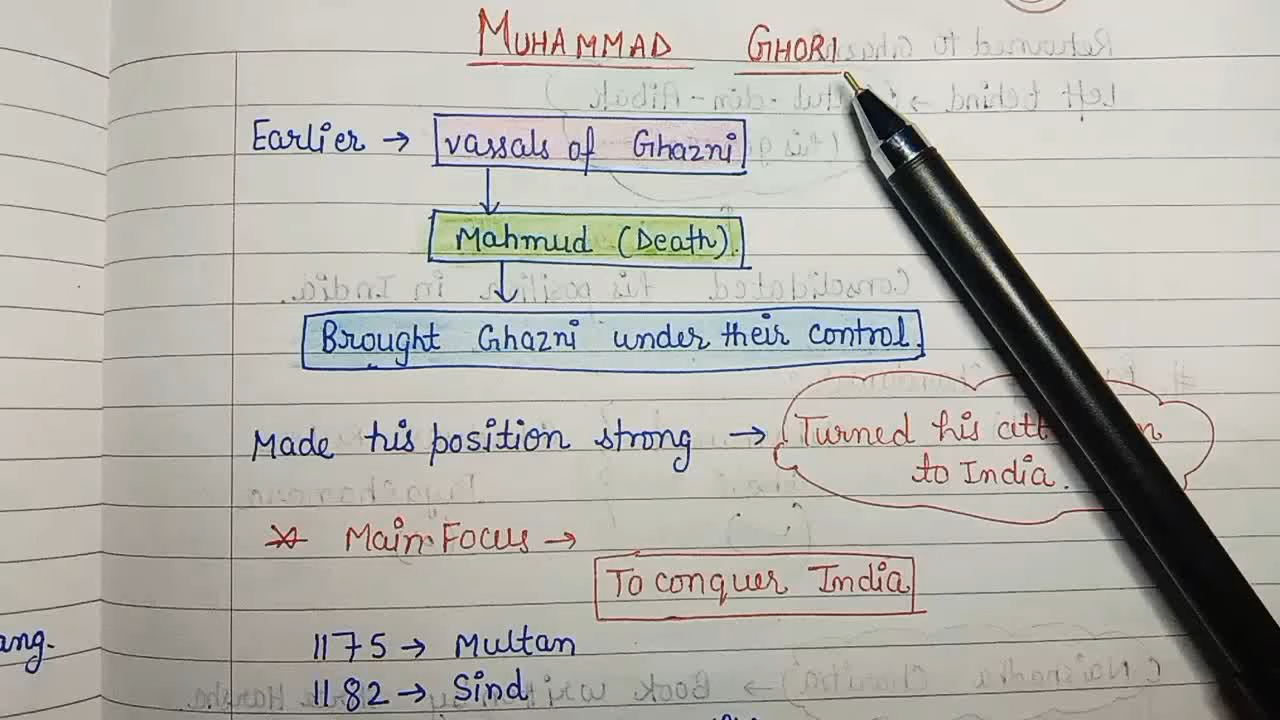 MUHAMMAD GHORI
Earlier → vassals of Ghazni
Mahmud (Death).
Brought Ghazni under their control.
Made his position strong → Turned his
to India.
Main Focus →
To conquer India
1175 → Multan
ang.
1182 → Sind